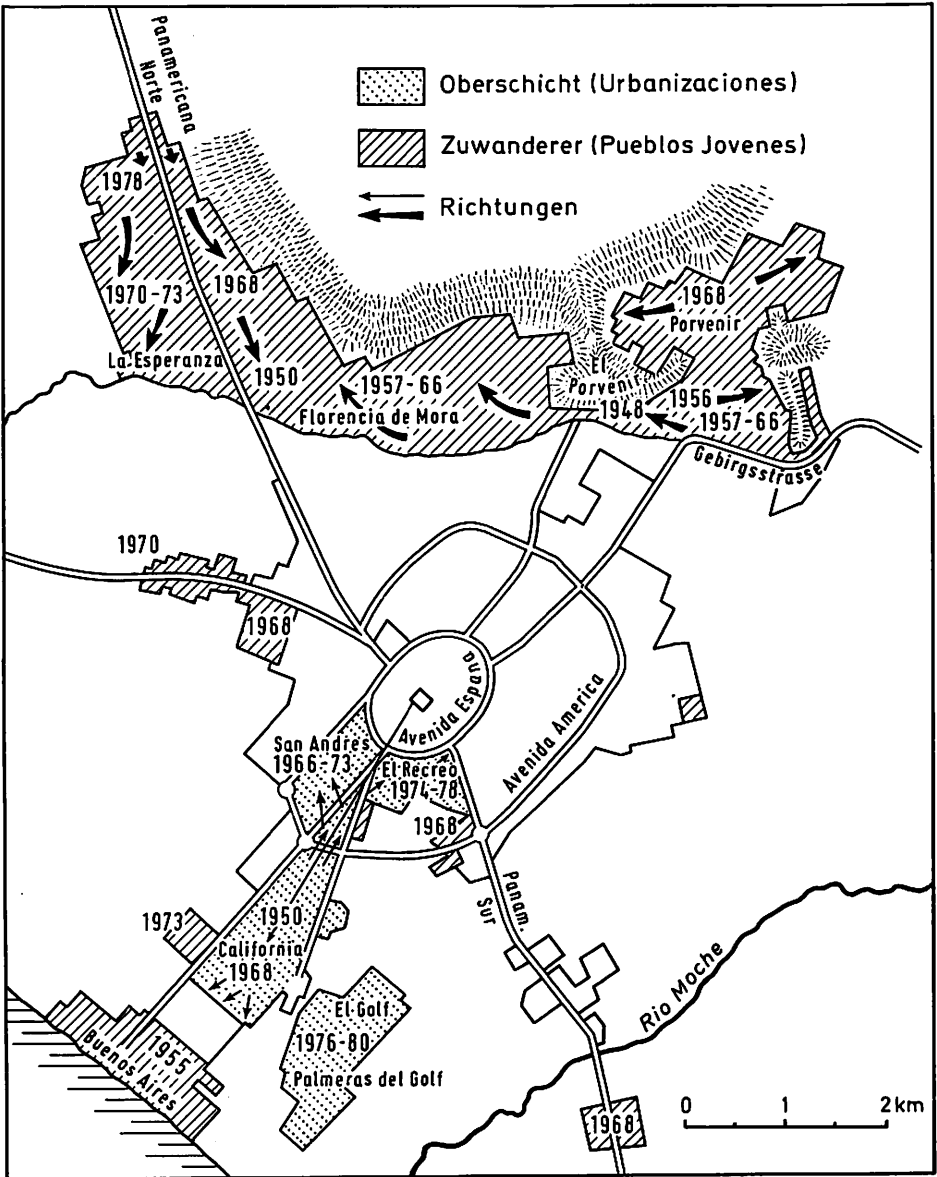 Panamericana
Norte
Oberschicht (Urbanizaciones)
Zuwanderer (Pueblos Jovenes)
Richtungen
1978
1970-73
La Esperanza
1968
1950
1957-66
Florencia de Mora
1968
Porvenir
El
Porvenir
1948
1956
1957-66
Gebirgsstrasse
1970
1968
Avenida España
Avenida America
San Andres
1966-73
El Recreo
1974-78
1968
Panam.
Sur
1973
1950
California
1968
El Golf
1976-80
Palmeras del Golf
1955
Buenos Aires
Rio Moche
1968
0 1 2 km